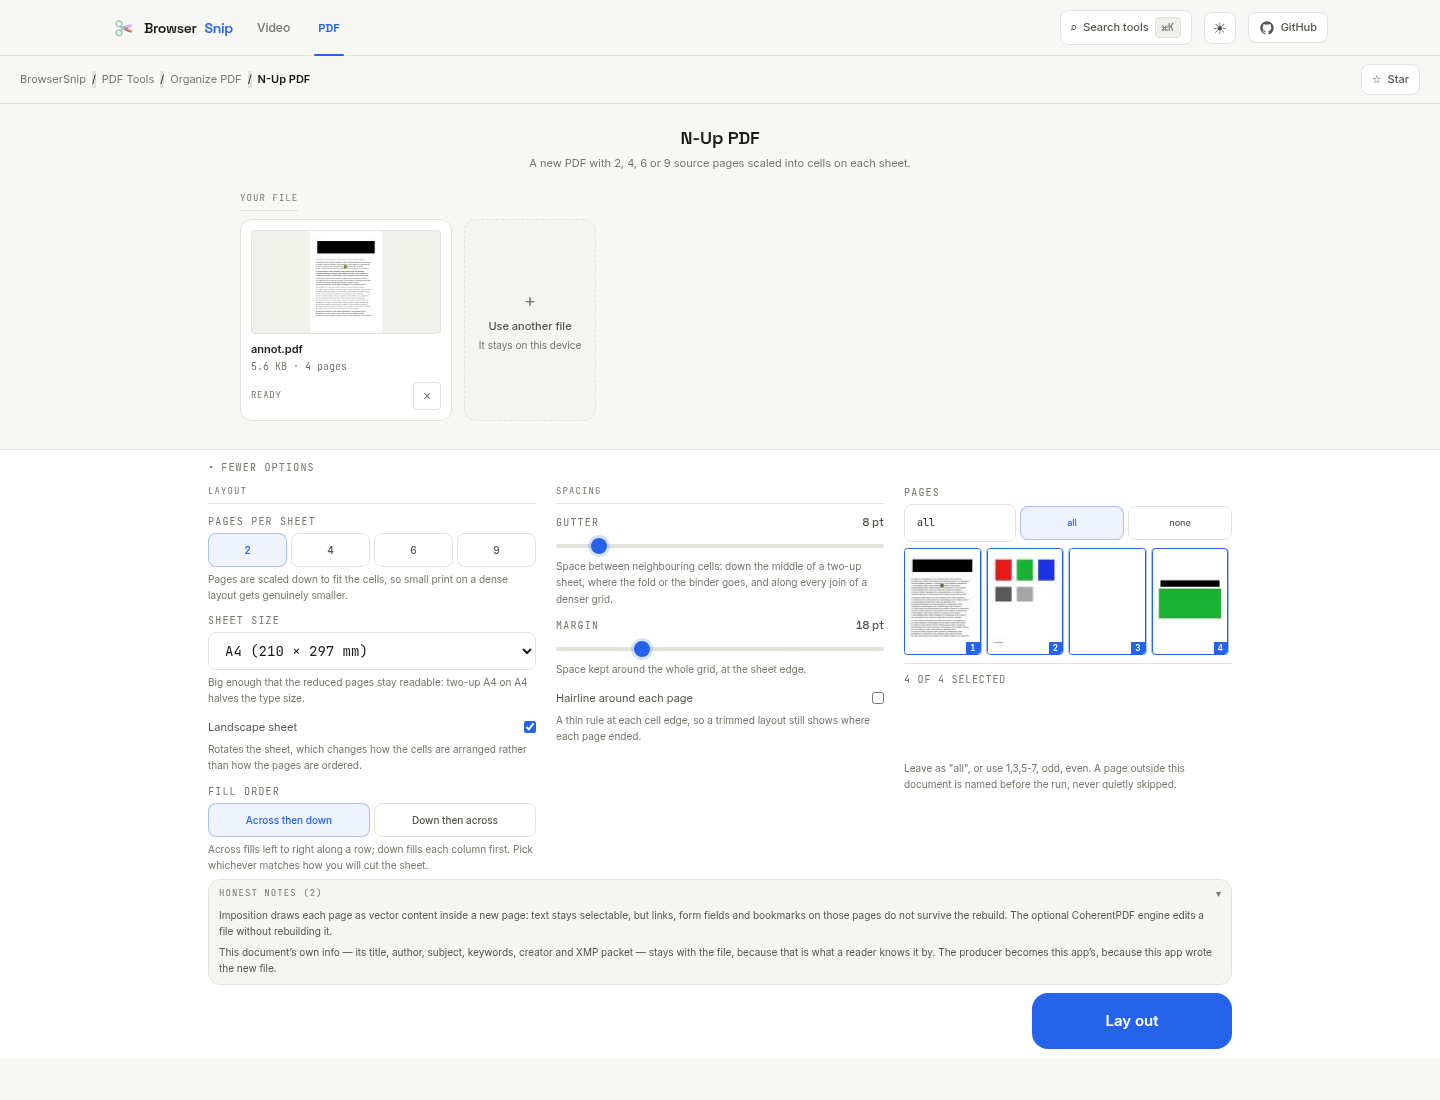 Browser Snip Video PDF Search tools ⌘K GitHub
BrowserSnip / PDF Tools / Organize PDF / N-Up PDF Star
N-Up PDF
A new PDF with 2, 4, 6 or 9 source pages scaled into cells on each sheet.
YOUR FILE
annot.pdf
5.6 KB · 4 pages
READY
×
+
Use another file
It stays on this device
FEWER OPTIONS
LAYOUT
PAGES PER SHEET
2 4 6 9
Pages are scaled down to fit the cells, so small print on a dense
layout gets genuinely smaller.
SHEET SIZE
A4 (210 × 297 mm)
Big enough that the reduced pages stay readable: two-up A4 on A4
halves the type size.
Landscape sheet
Rotates the sheet, which changes how the cells are arranged rather
than how the pages are ordered.
FILL ORDER
Across then down Down then across
Across fills left to right along a row; down fills each column first. Pick
whichever matches how you will cut the sheet.
SPACING
GUTTER 8 pt
Space between neighbouring cells: down the middle of a two-up
sheet, where the fold or the binder goes, and along every join of a
denser grid.
MARGIN 18 pt
Space kept around the whole grid, at the sheet edge.
Hairline around each page
A thin rule at each cell edge, so a trimmed layout still shows where
each page ended.
PAGES
all all none
1 2 3 4
4 OF 4 SELECTED
Leave as "all", or use 1,3,5-7, odd, even. A page outside this
document is named before the run, never quietly skipped.
HONEST NOTES (2)
Imposition draws each page as vector content inside a new page: text stays selectable, but links, form fields and bookmarks on those pages do not survive the rebuild. The optional CoherentPDF engine edits a
file without rebuilding it.
This document’s own info — its title, author, subject, keywords, creator and XMP packet — stays with the file, because that is what a reader knows it by. The producer becomes this app’s, because this app wrote
the new file.
Lay out